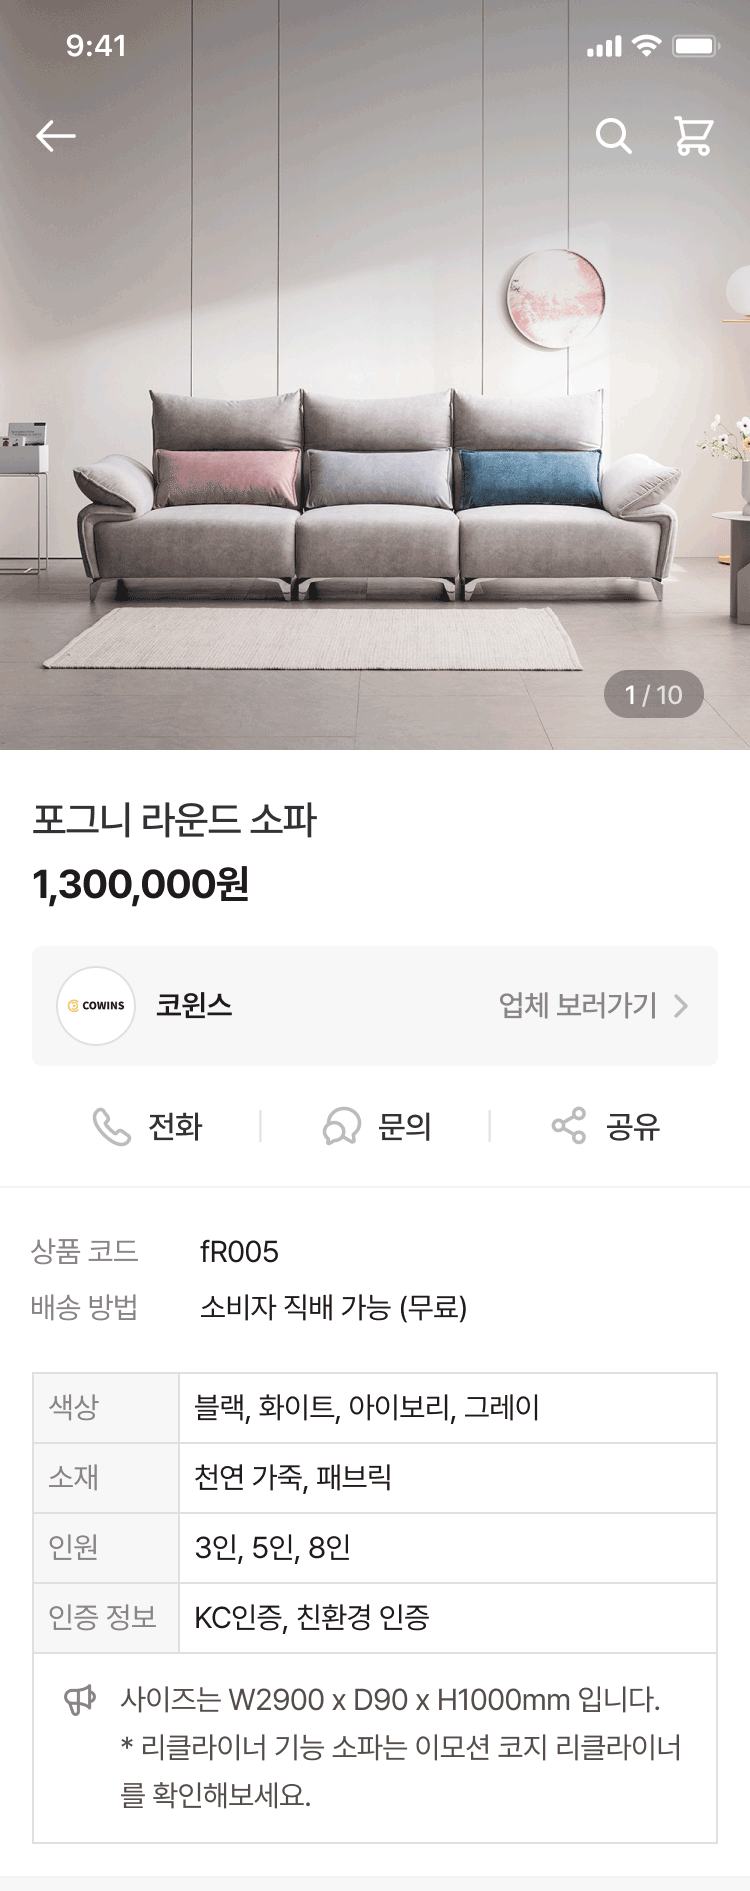 9:41
1 / 10
포그니 라운드 소파
1,300,000원
COWINS
코윈스
업체 보러가기
전화
문의
공유
상품 코드 fR005
배송 방법 소비자 직배 가능 (무료)
색상 블랙, 화이트, 아이보리, 그레이
소재 천연 가죽, 패브릭
인원 3인, 5인, 8인
인증 정보 KC인증, 친환경 인증
사이즈는 W2900 x D90 x H1000mm 입니다.
* 리클라이너 기능 소파는 이모션 코지 리클라이너
를 확인해보세요.